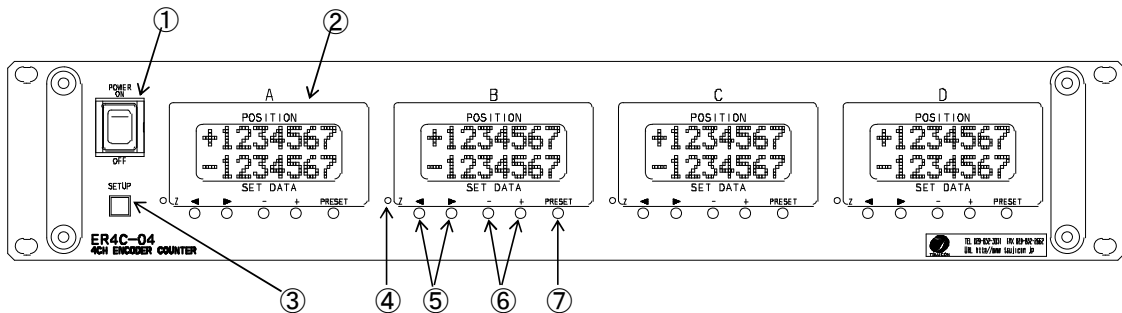 ① ②
POWER
ON
OFF
SETUP
ER4C-04
4CH ENCODER COUNTER
A
POSITION
+1234567
-1234567
SET DATA
Z ◀ ▶ - + PRESET
B
POSITION
+1234567
-1234567
SET DATA
Z ◀ ▶ - + PRESET
C
POSITION
+1234567
-1234567
SET DATA
Z ◀ ▶ - + PRESET
D
POSITION
+1234567
-1234567
SET DATA
Z ◀ ▶ - + PRESET
TSUJICON
③ ④ ⑤ ⑥ ⑦